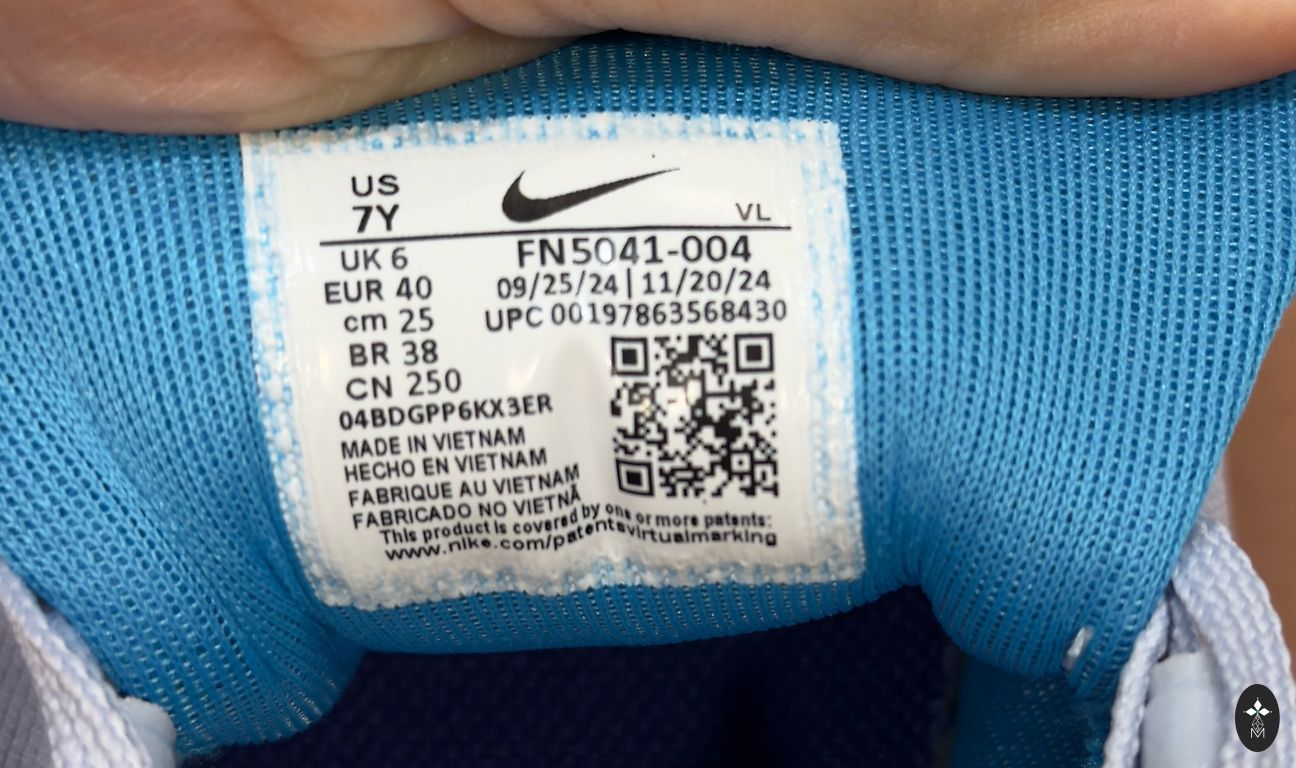 US
7Y
VL
UK 6
EUR 40
cm 25
BR 38
CN 250
FN5041-004
09/25/24 | 11/20/24
UPC 00197863568430
04BDGPP6KX3ER
MADE IN VIETNAM
HECHO EN VIETNAM
FABRIQUE AU VIETNAM
FABRICADO NO VIETNÃ
This product is covered by one or more patents:
www.nike.com/patentsvirtualmarking
M